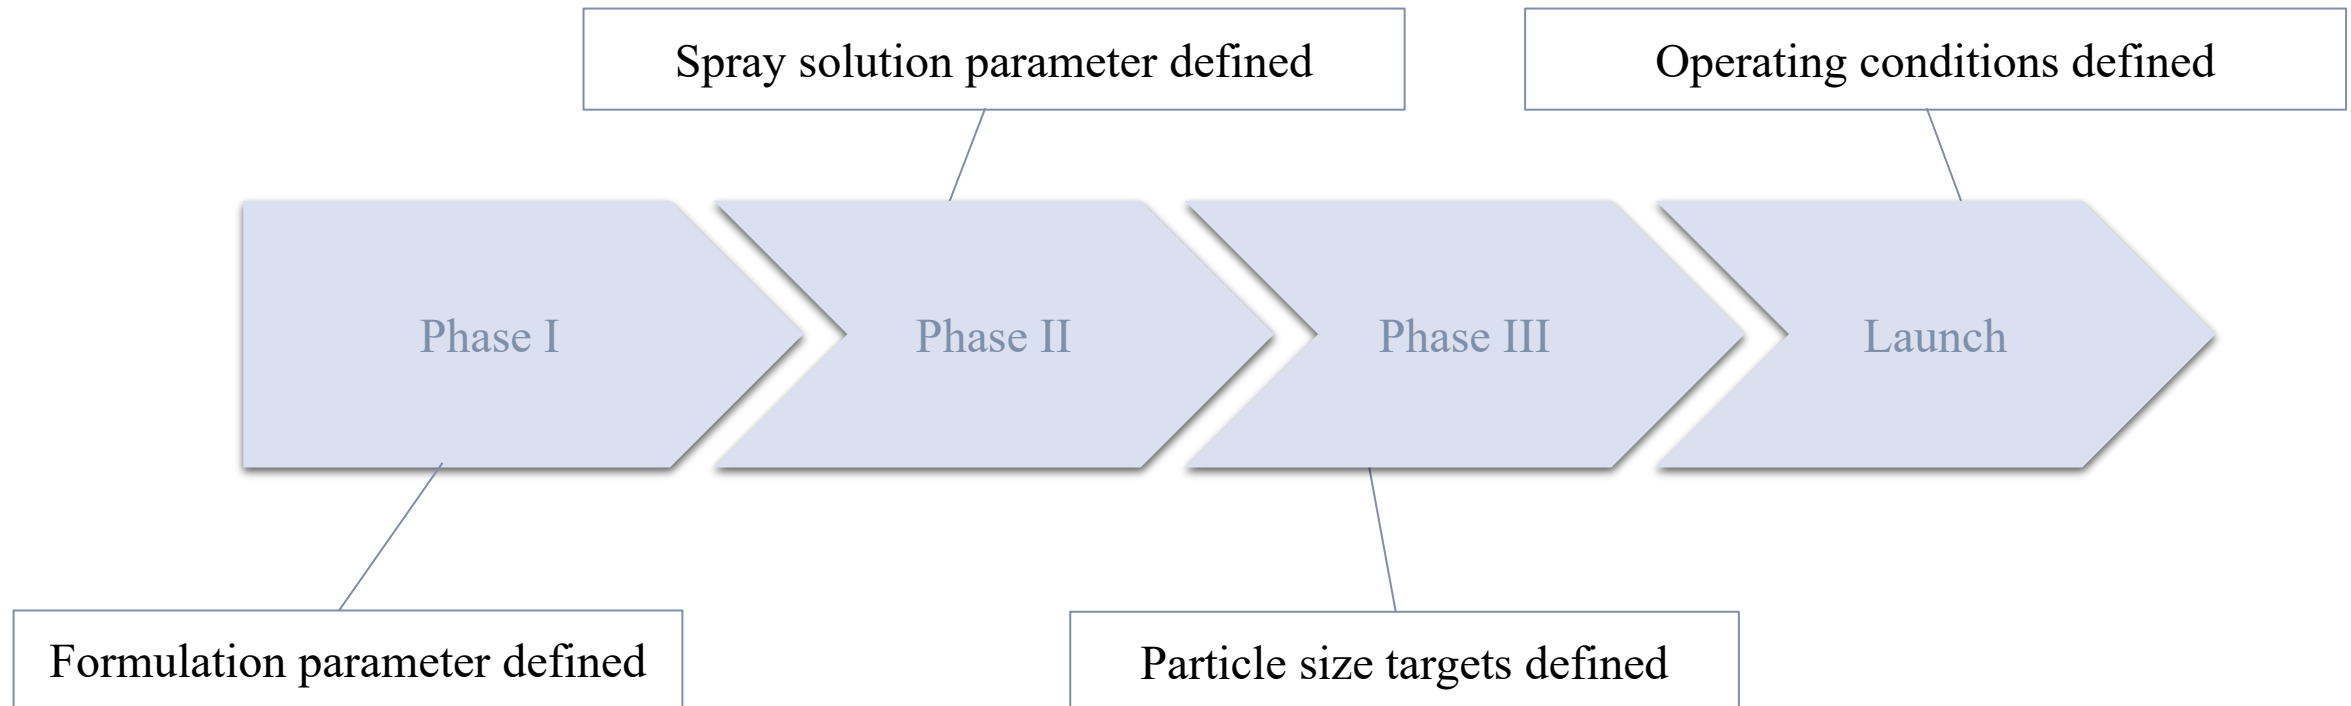 Spray solution parameter defined
Operating conditions defined
Phase I
Phase II
Phase III
Launch
Formulation parameter defined
Particle size targets defined